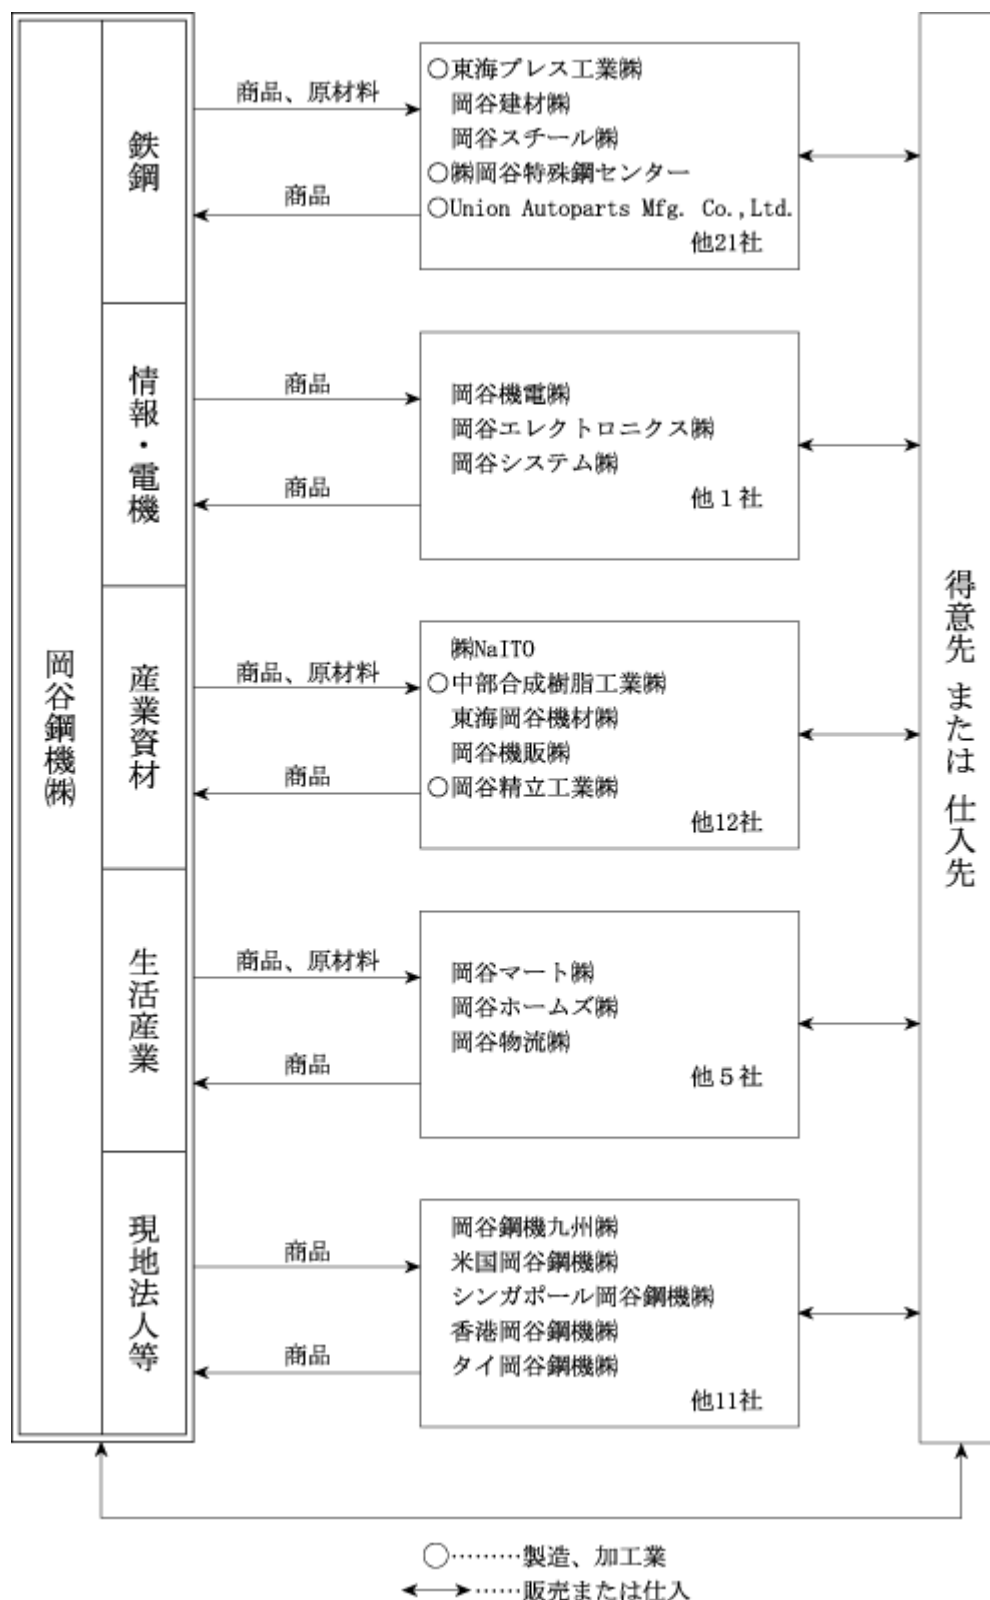 岡谷鋼機㈱
鉄鋼
商品、原材料
商品
○東海プレス工業㈱
岡谷建材㈱
岡谷スチール㈱
○㈱岡谷特殊鋼センター
○Union Autoparts Mfg. Co.,Ltd.
他21社
情報・電機
商品
商品
岡谷機電㈱
岡谷エレクトロニクス㈱
岡谷システム㈱
他１社
産業資材
商品、原材料
商品
㈱NaITO
○中部合成樹脂工業㈱
東海岡谷機材㈱
岡谷機販㈱
○岡谷精立工業㈱
他12社
生活産業
商品、原材料
商品
岡谷マート㈱
岡谷ホームズ㈱
岡谷物流㈱
他５社
現地法人等
商品
商品
岡谷鋼機九州㈱
米国岡谷鋼機㈱
シンガポール岡谷鋼機㈱
香港岡谷鋼機㈱
タイ岡谷鋼機㈱
他11社
得意先 または 仕入先
○………製造、加工業
←→……販売または仕入